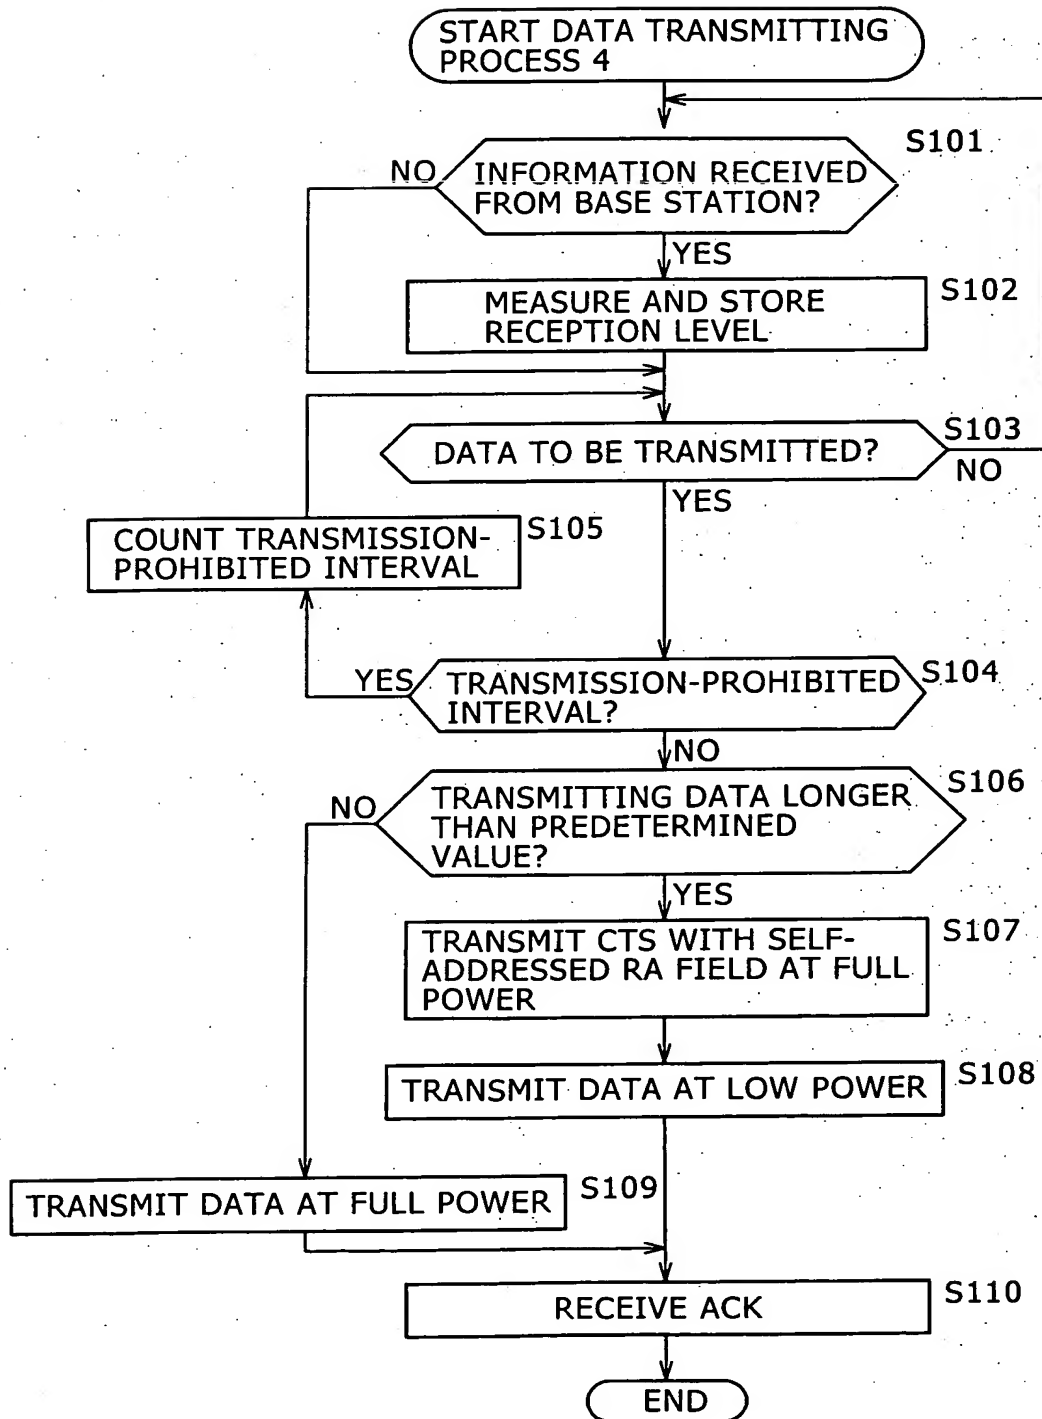 START DATA TRANSMITTING
PROCESS 4
S101
NO
INFORMATION RECEIVED
FROM BASE STATION?
YES
S102
MEASURE AND STORE
RECEPTION LEVEL
S103
DATA TO BE TRANSMITTED?
NO
YES
S105
COUNT TRANSMISSION-
PROHIBITED INTERVAL
S104
YES
TRANSMISSION-PROHIBITED
INTERVAL?
NO
S106
NO
TRANSMITTING DATA LONGER
THAN PREDETERMINED
VALUE?
YES
S107
TRANSMIT CTS WITH SELF-
ADDRESSED RA FIELD AT FULL
POWER
S108
TRANSMIT DATA AT LOW POWER
S109
TRANSMIT DATA AT FULL POWER
S110
RECEIVE ACK
END